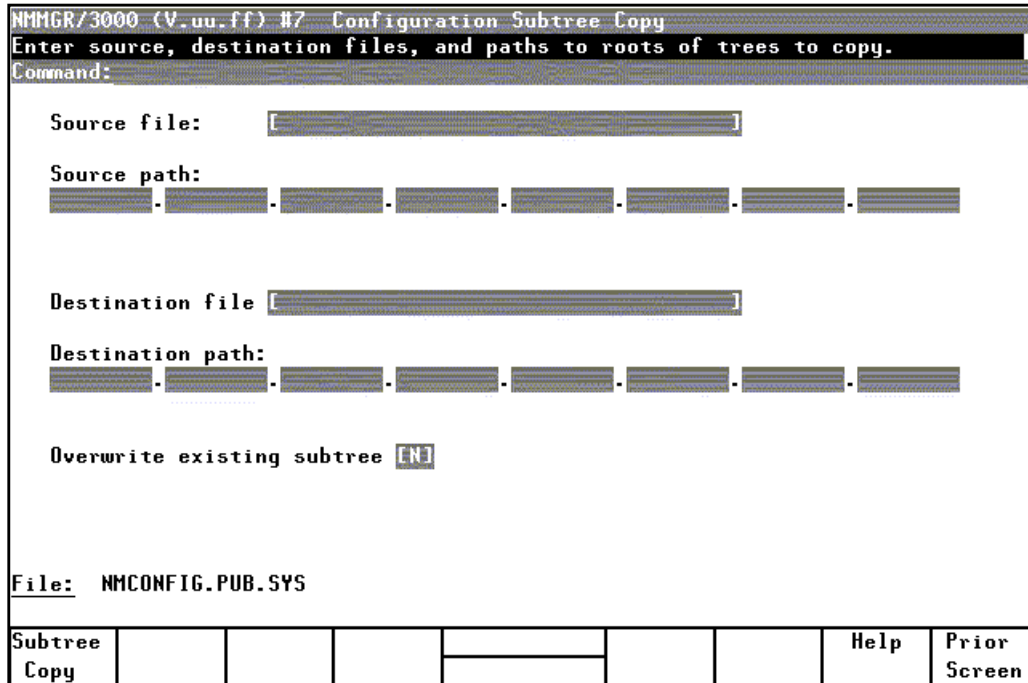 NMMGR/3000 (V.uu.ff) #7 Configuration Subtree Copy
Enter source, destination files, and paths to roots of trees to copy.
Command:
Source file: [ ]
Source path:
. . . . . . .
Destination file [ ]
Destination path:
. . . . . . .
Overwrite existing subtree [N]
File: NMCONFIG.PUB.SYS
Subtree Copy
Help
Prior Screen